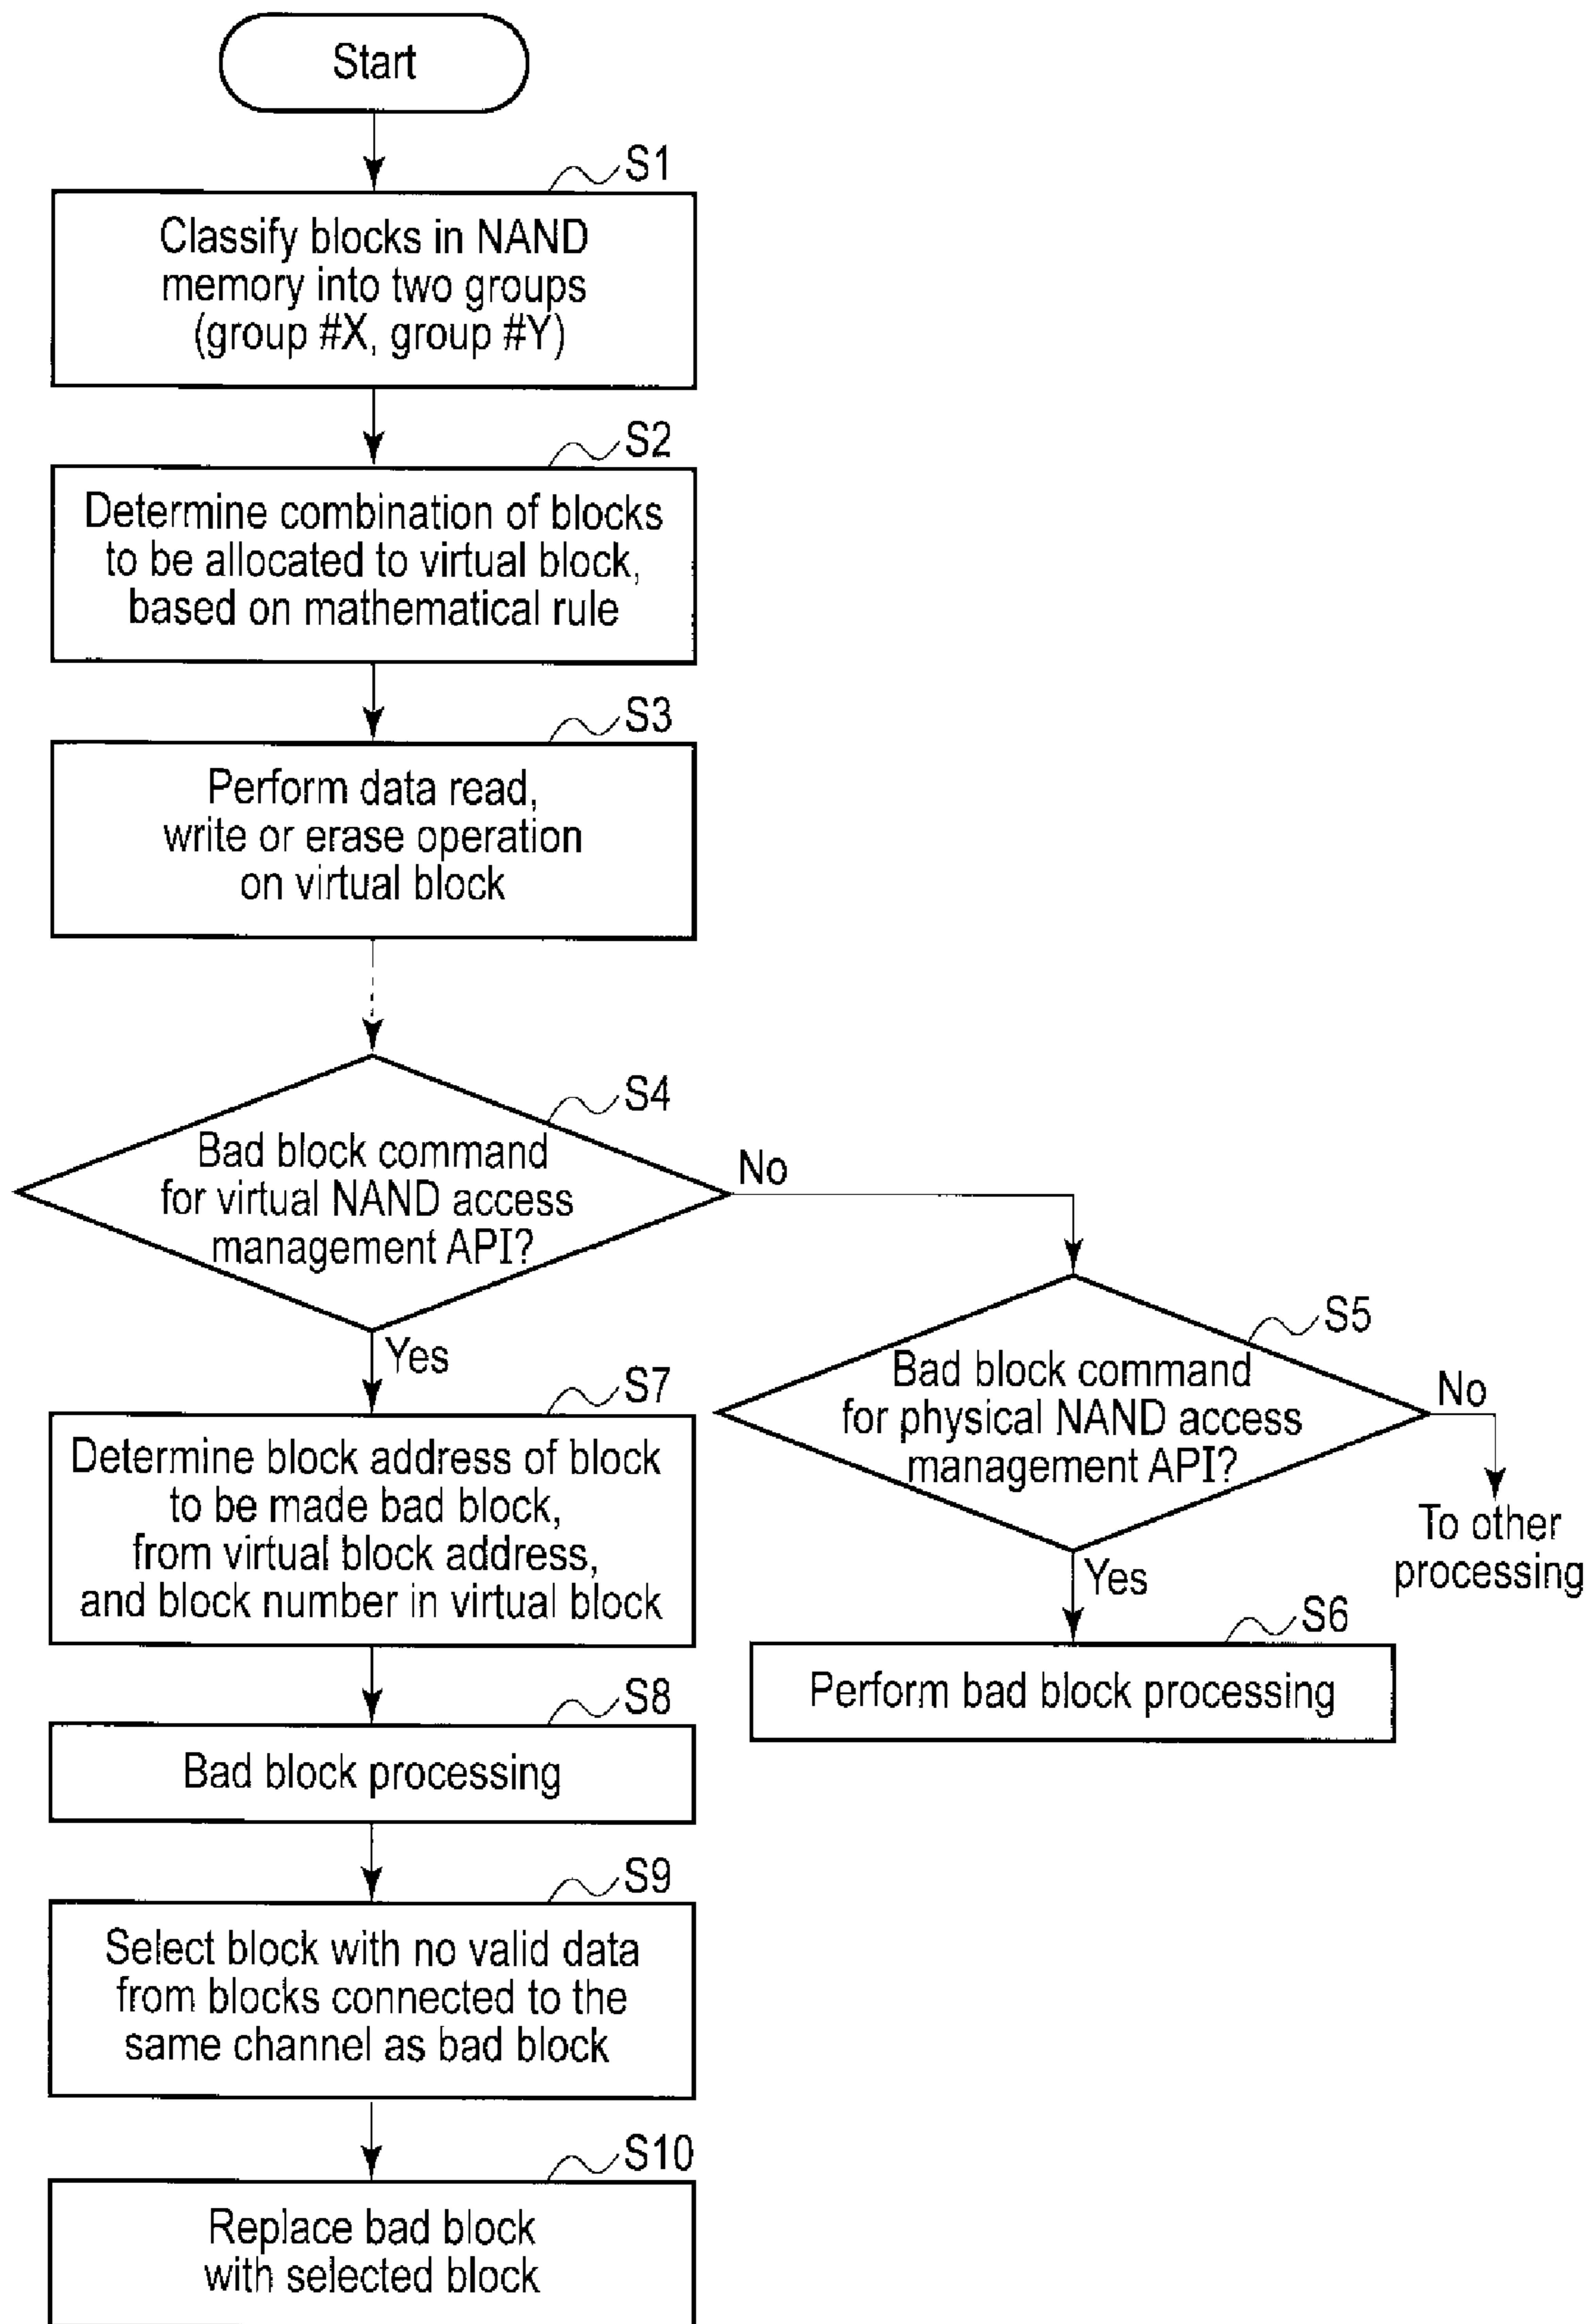 Start
S1
Classify blocks in NAND
memory into two groups
(group #X, group #Y)
S2
Determine combination of blocks
to be allocated to virtual block,
based on mathematical rule
S3
Perform data read,
write or erase operation
on virtual block
S4
Bad block command
for virtual NAND access
management API?
No
Yes
S5
Bad block command
for physical NAND access
management API?
No
To other
processing
Yes
S6
Perform bad block processing
S7
Determine block address of block
to be made bad block,
from virtual block address,
and block number in virtual block
S8
Bad block processing
S9
Select block with no valid data
from blocks connected to the
same channel as bad block
S10
Replace bad block
with selected block